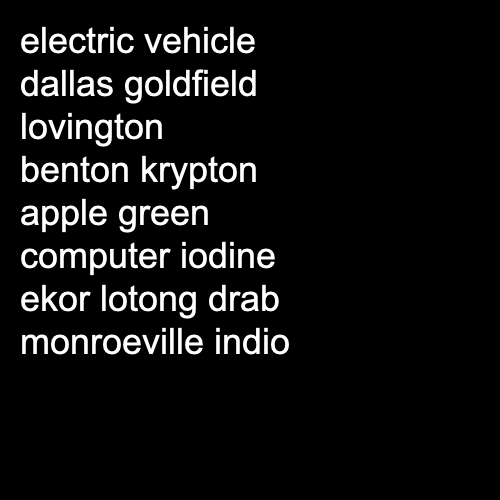 electric vehicle
dallas goldfield
lovington
benton krypton
apple green
computer iodine
ekor lotong drab
monroeville indio